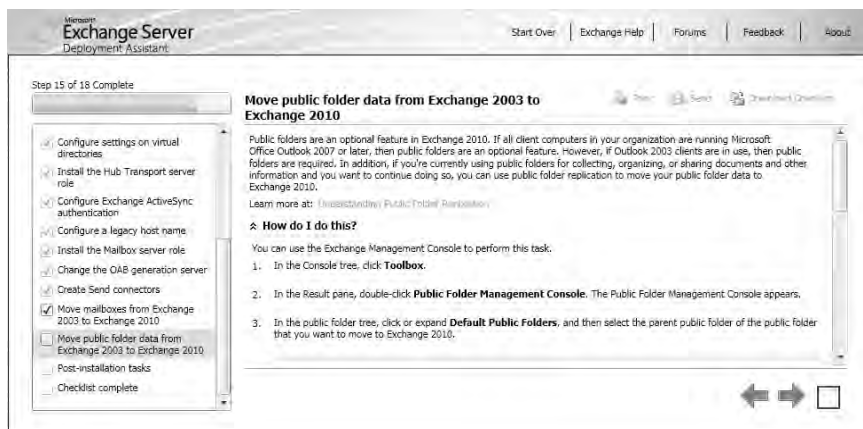 Microsoft
Exchange Server
Deployment Assistant
Start Over | Exchange Help | Forums | Feedback | About
Step 15 of 18 Complete
Configure settings on virtual
directories
Install the Hub Transport server
role
Configure Exchange ActiveSync
authentication
Configure a legacy host name
Install the Mailbox server role
Change the OAB generation server
Create Send connectors
Move mailboxes from Exchange
2003 to Exchange 2010
Move public folder data from
Exchange 2003 to Exchange 2010
Post-installation tasks
Checklist complete
Move public folder data from Exchange 2003 to
Exchange 2010
Print Send
Public folders are an optional feature in Exchange 2010. If all client computers in your organization are running Microsoft
Office Outlook 2007 or later, then public folders are an optional feature. However, if Outlook 2003 clients are in use, then public
folders are required. In addition, if you're currently using public folders for collecting, organizing, or sharing documents and other
information and you want to continue doing so, you can use public folder replication to move your public folder data to
Exchange 2010.
Learn more at: Understanding Public Folder Replication
How do I do this?
You can use the Exchange Management Console to perform this task.
1. In the Console tree, click Toolbox.
2. In the Result pane, double-click Public Folder Management Console. The Public Folder Management Console appears.
3. In the public folder tree, click or expand Default Public Folders, and then select the parent public folder of the public folder
that you want to move to Exchange 2010.